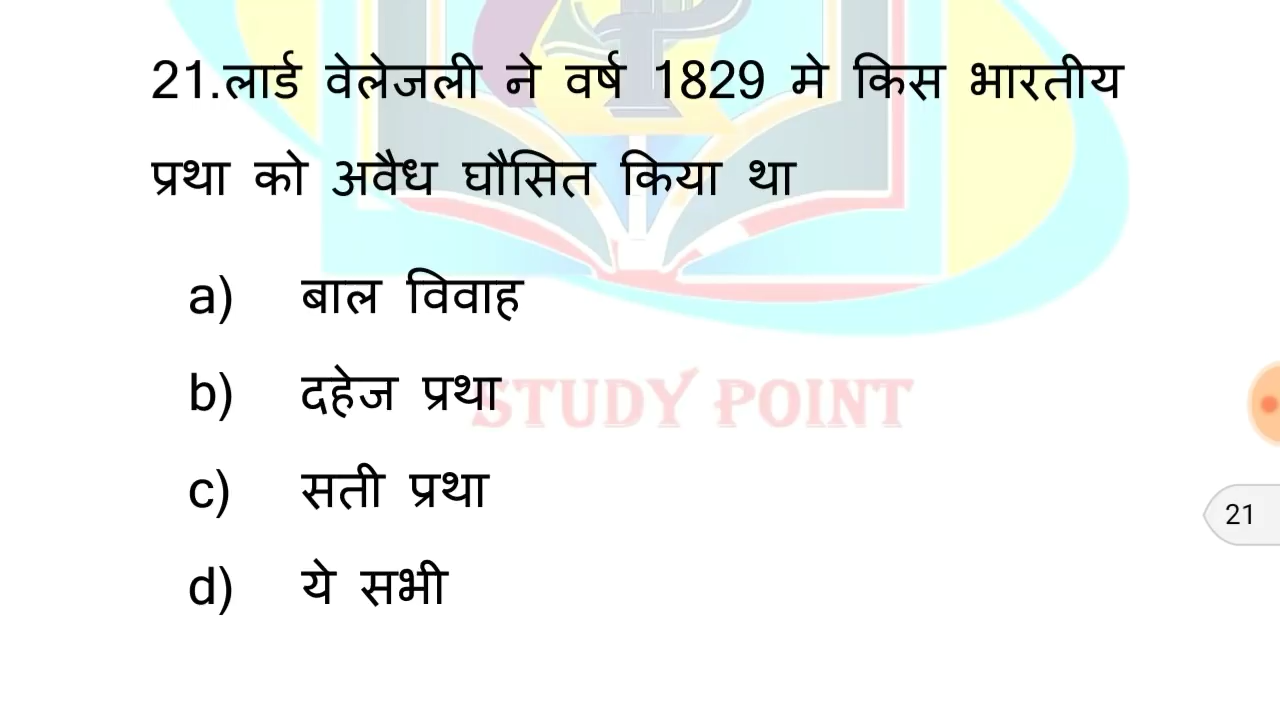 21.लार्ड वेलेजली ने वर्ष 1829 मे किस भारतीय
प्रथा को अवैध घौसित किया था
a) बाल विवाह
b) दहेज प्रथा
STUDY POINT
c) सती प्रथा
21
d) ये सभी